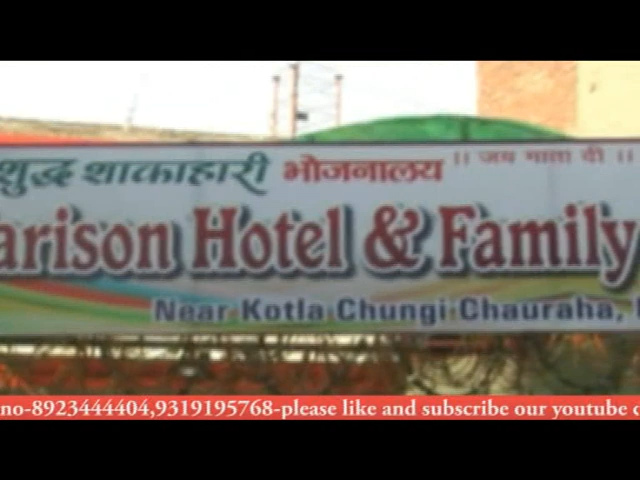 शुद्ध शाकाहारी भोजनालय ।। जय माता दी ।।
arison Hotel & Family
Near Kotla Chungi Chauraha,
no-8923444404,9319195768-please like and subscribe our youtube c